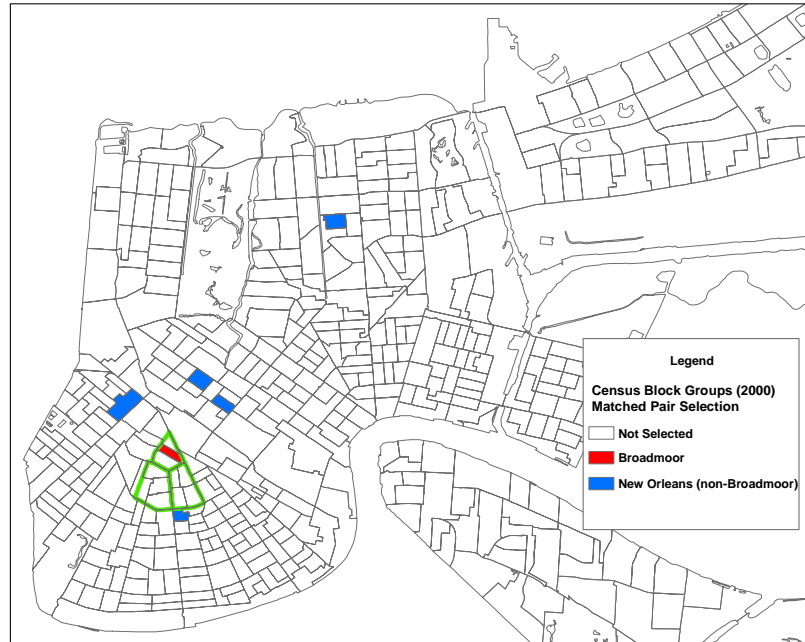 Legend
Census Block Groups (2000)
Matched Pair Selection
Not Selected
Broadmoor
New Orleans (non-Broadmoor)